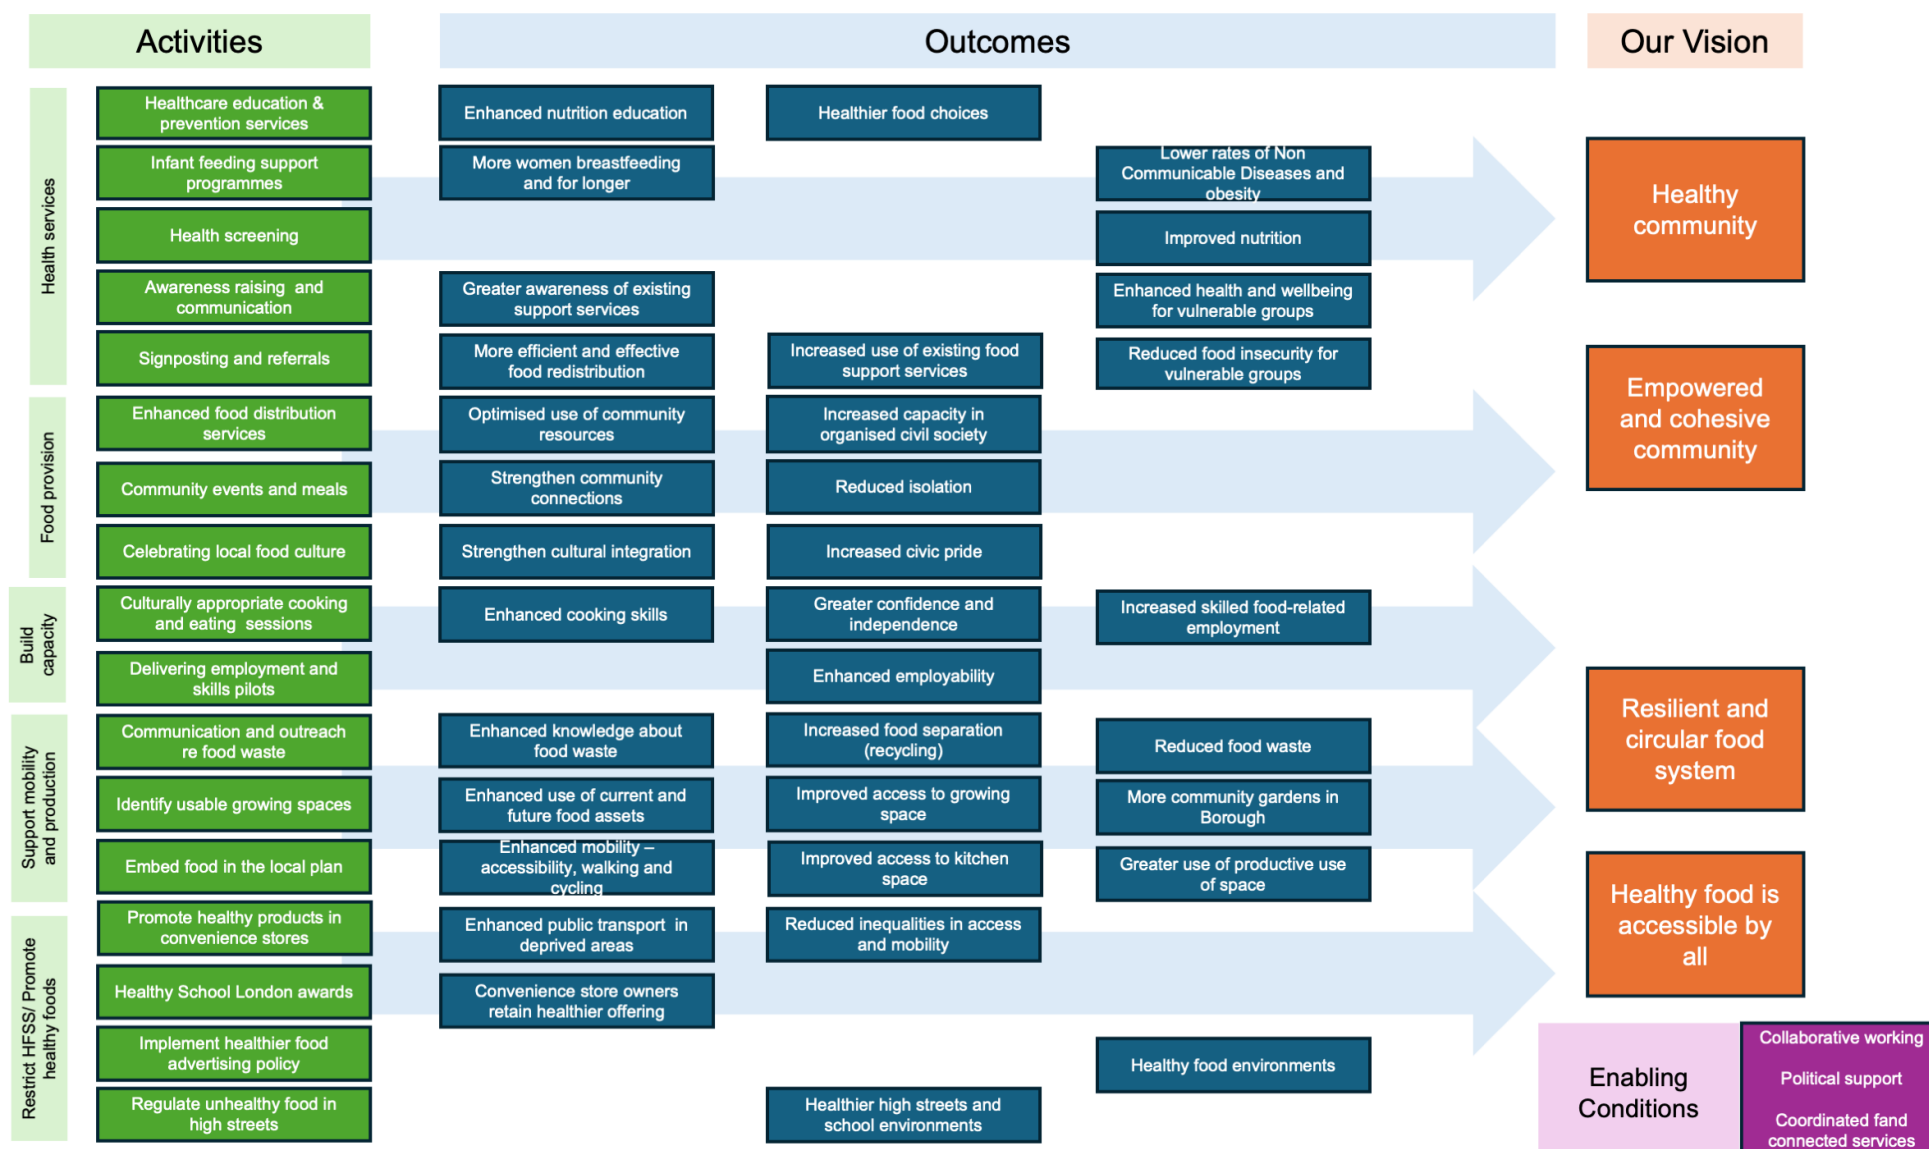 Activities
Outcomes
Our Vision
Health services
Healthcare education &
prevention services
Infant feeding support
programmes
Health screening
Awareness raising and
communication
Signposting and referrals
Food provision
Enhanced food distribution
services
Community events and meals
Celebrating local food culture
Build
capacity
Culturally appropriate cooking
and eating sessions
Delivering employment and
skills pilots
Support mobility
and production
Communication and outreach
re food waste
Identify usable growing spaces
Embed food in the local plan
Restrict HFSS/ Promote
healthy foods
Promote healthy products in
convenience stores
Healthy School London awards
Implement healthier food
advertising policy
Regulate unhealthy food in
high streets
Enhanced nutrition education
More women breastfeeding
and for longer
Greater awareness of existing
support services
More efficient and effective
food redistribution
Optimised use of community
resources
Strengthen community
connections
Strengthen cultural integration
Enhanced cooking skills
Enhanced knowledge about
food waste
Enhanced use of current and
future food assets
Enhanced mobility –
accessibility, walking and
cycling
Enhanced public transport in
deprived areas
Convenience store owners
retain healthier offering
Healthier food choices
Increased use of existing food
support services
Increased capacity in
organised civil society
Reduced isolation
Increased civic pride
Greater confidence and
independence
Enhanced employability
Increased food separation
(recycling)
Improved access to growing
space
Improved access to kitchen
space
Reduced inequalities in access
and mobility
Healthier high streets and
school environments
Lower rates of Non
Communicable Diseases and
obesity
Improved nutrition
Enhanced health and wellbeing
for vulnerable groups
Reduced food insecurity for
vulnerable groups
Increased skilled food-related
employment
Reduced food waste
More community gardens in
Borough
Greater use of productive use
of space
Healthy food environments
Healthy
community
Empowered
and cohesive
community
Resilient and
circular food
system
Healthy food is
accessible by
all
Enabling
Conditions
Collaborative working
Political support
Coordinated fand
connected services